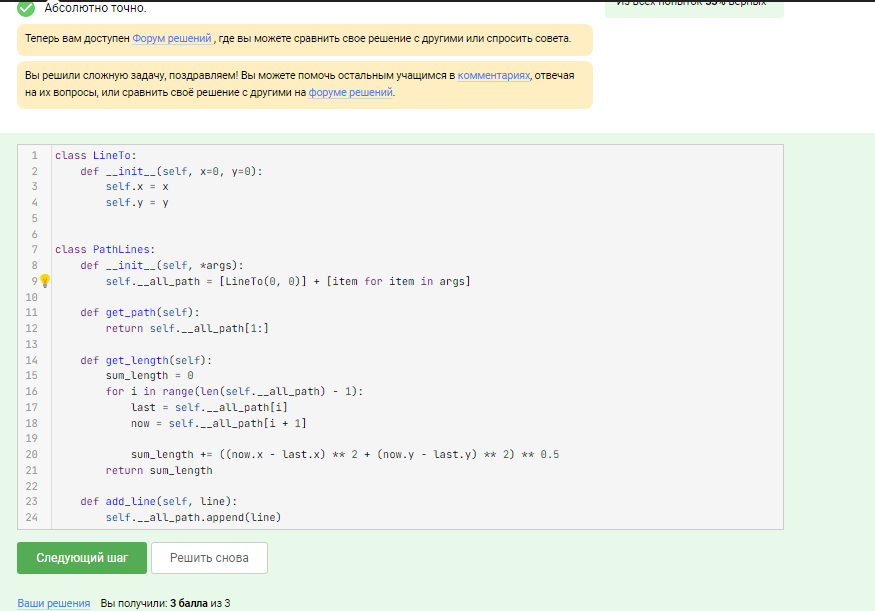 Абсолютно точно.
Из всех попыток 55% верных
Теперь вам доступен Форум решений , где вы можете сравнить свое решение с другими или спросить совета.
Вы решили сложную задачу, поздравляем! Вы можете помочь остальным учащимся в комментариях, отвечая
на их вопросы, или сравнить своё решение с другими на форуме решений.
1 class LineTo:
2     def __init__(self, x=0, y=0):
3         self.x = x
4         self.y = y
5
6
7 class PathLines:
8     def __init__(self, *args):
9         self.__all_path = [LineTo(0, 0)] + [item for item in args]
10
11     def get_path(self):
12         return self.__all_path[1:]
13
14     def get_length(self):
15         sum_length = 0
16         for i in range(len(self.__all_path) - 1):
17             last = self.__all_path[i]
18             now = self.__all_path[i + 1]
19
20             sum_length += ((now.x - last.x) ** 2 + (now.y - last.y) ** 2) ** 0.5
21         return sum_length
22
23     def add_line(self, line):
24         self.__all_path.append(line)
Следующий шаг
Решить снова
Ваши решения Вы получили: 3 балла из 3